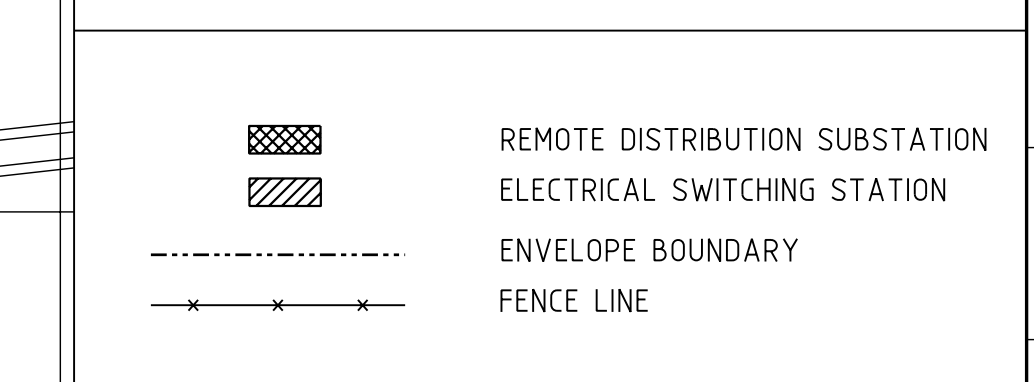 REMOTE DISTRIBUTION SUBSTATION
ELECTRICAL SWITCHING STATION
ENVELOPE BOUNDARY
FENCE LINE